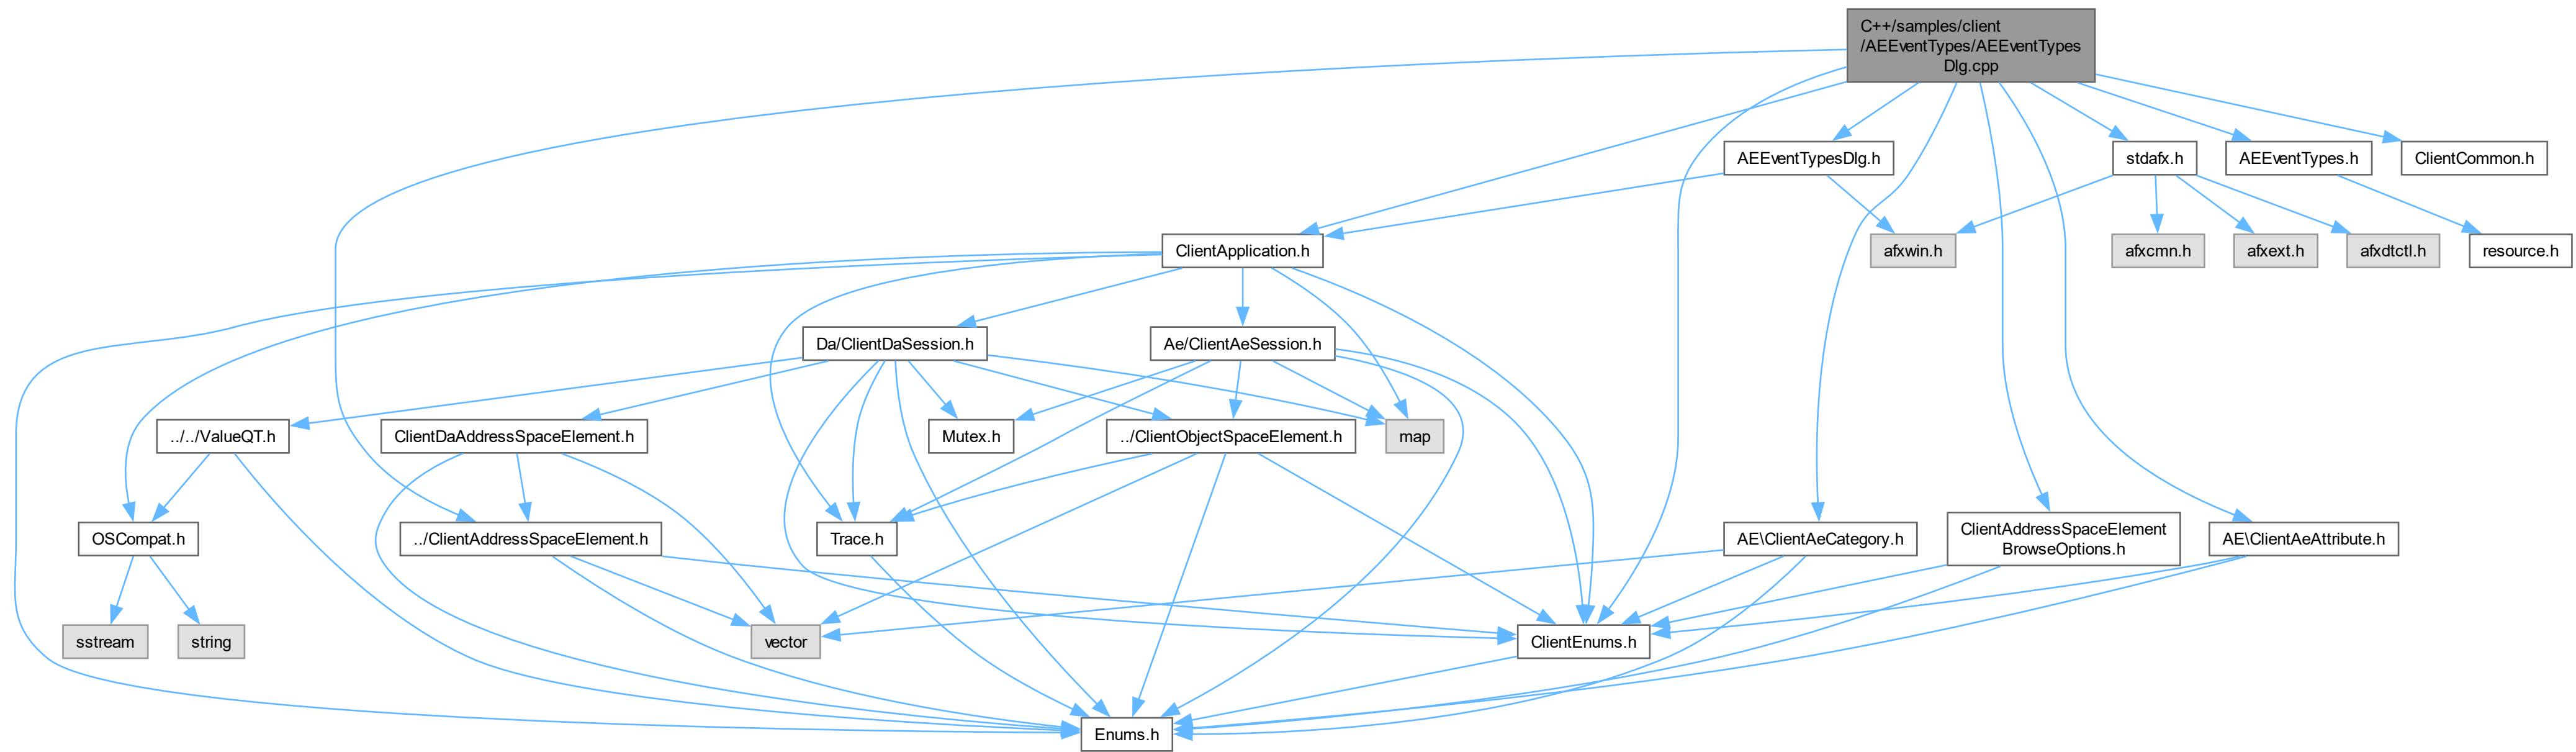 C++/samples/client
/AEEventTypes/AEEventTypes
Dlg.cpp
AEEventTypesDlg.h
stdafx.h
AEEventTypes.h
ClientCommon.h
ClientApplication.h
afxwin.h
afxcmn.h
afxext.h
afxdtctl.h
resource.h
Da/ClientDaSession.h
Ae/ClientAeSession.h
../../ValueQT.h
ClientDaAddressSpaceElement.h
Mutex.h
../ClientObjectSpaceElement.h
map
OSCompat.h
../ClientAddressSpaceElement.h
Trace.h
AE\ClientAeCategory.h
ClientAddressSpaceElement
BrowseOptions.h
AE\ClientAeAttribute.h
sstream
string
vector
ClientEnums.h
Enums.h